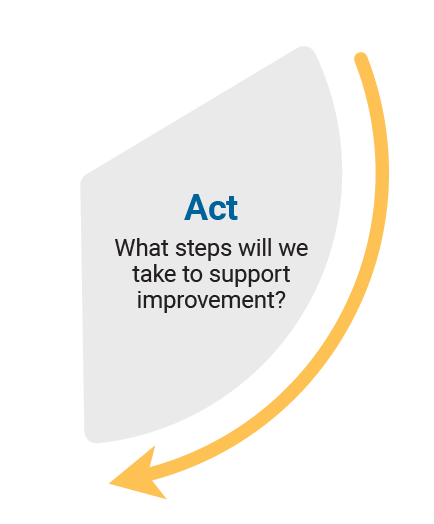 Act
What steps will we
take to support
improvement?